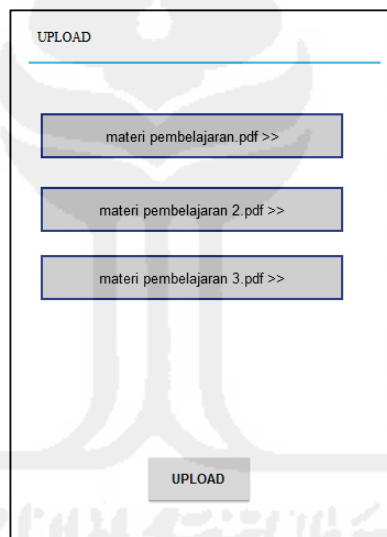 UPLOAD
materi pembelajaran.pdf >>
materi pembelajaran 2.pdf >>
materi pembelajaran 3.pdf >>
UPLOAD